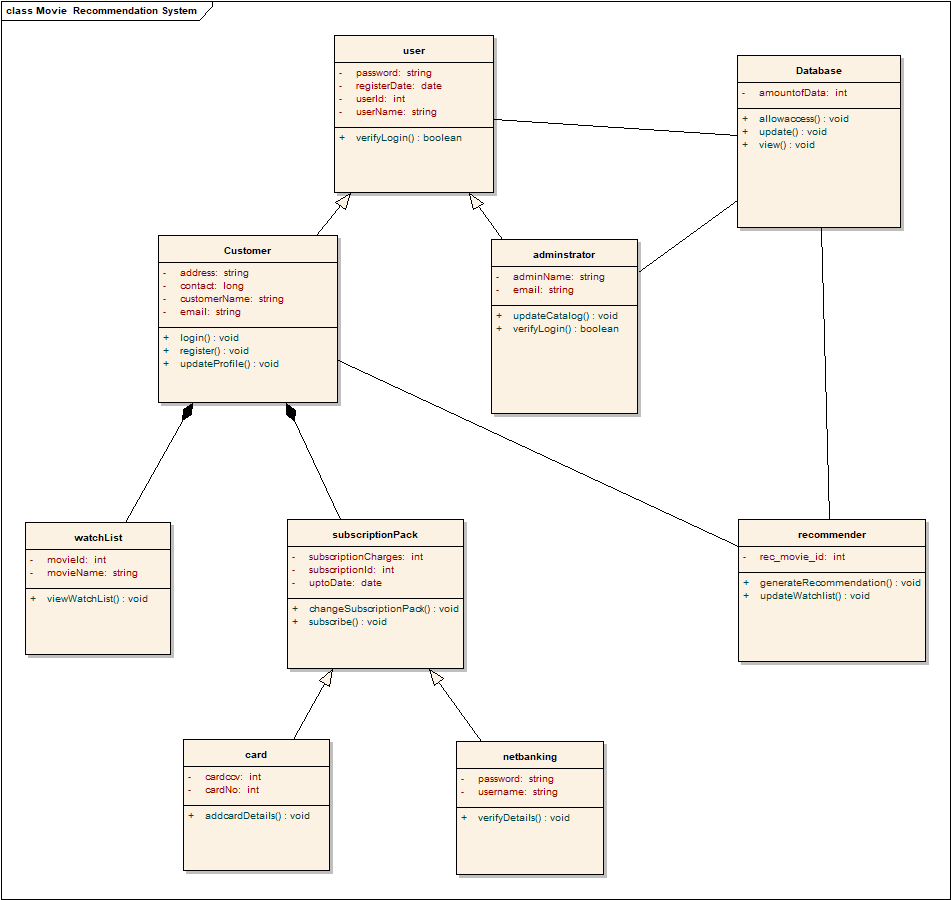 class Movie Recommendation System
user
- password: string
- registerDate: date
- userId: int
- userName: string
+ verifyLogin() : boolean
Database
- amountofData: int
+ allowaccess() : void
+ update() : void
+ view() : void
Customer
- address: string
- contact: long
- customerName: string
- email: string
+ login() : void
+ register() : void
+ updateProfile() : void
adminstrator
- adminName: string
- email: string
+ updateCatalog() : void
+ verifyLogin() : boolean
watchList
- movieId: int
- movieName: string
+ viewWatchList() : void
subscriptionPack
- subscriptionCharges: int
- subscriptionId: int
- uptoDate: date
+ changeSubscriptionPack() : void
+ subscribe() : void
recommender
- rec_movie_id: int
+ generateRecommendation() : void
+ updateWatchlist() : void
card
- cardccv: int
- cardNo: int
+ addcardDetails() : void
netbanking
- password: string
- username: string
+ verifyDetails() : void